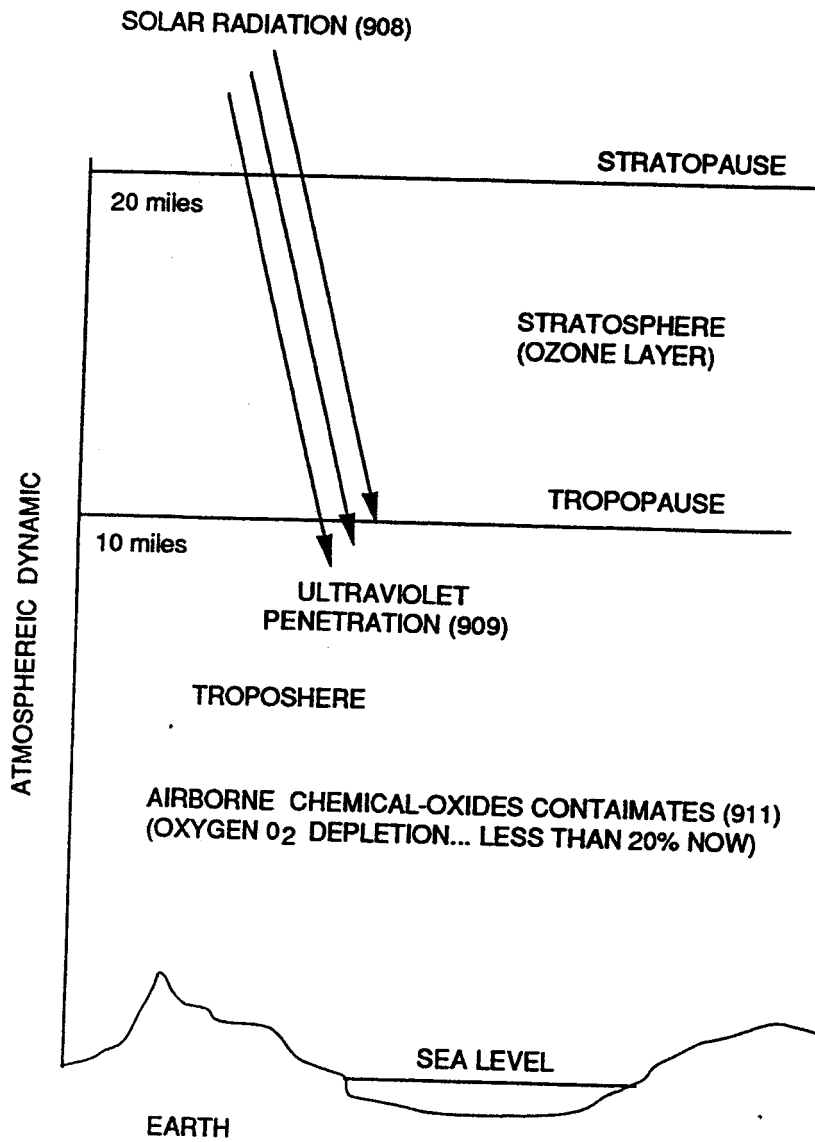 SOLAR RADIATION (908)
STRATOPAUSE
20 miles
STRATOSPHERE
(OZONE LAYER)
TROPOPAUSE
10 miles
ATMOSPHEREIC DYNAMIC
ULTRAVIOLET
PENETRATION (909)
TROPOSHERE
AIRBORNE CHEMICAL-OXIDES CONTAIMATES (911)
(OXYGEN O2 DEPLETION... LESS THAN 20% NOW)
SEA LEVEL
EARTH